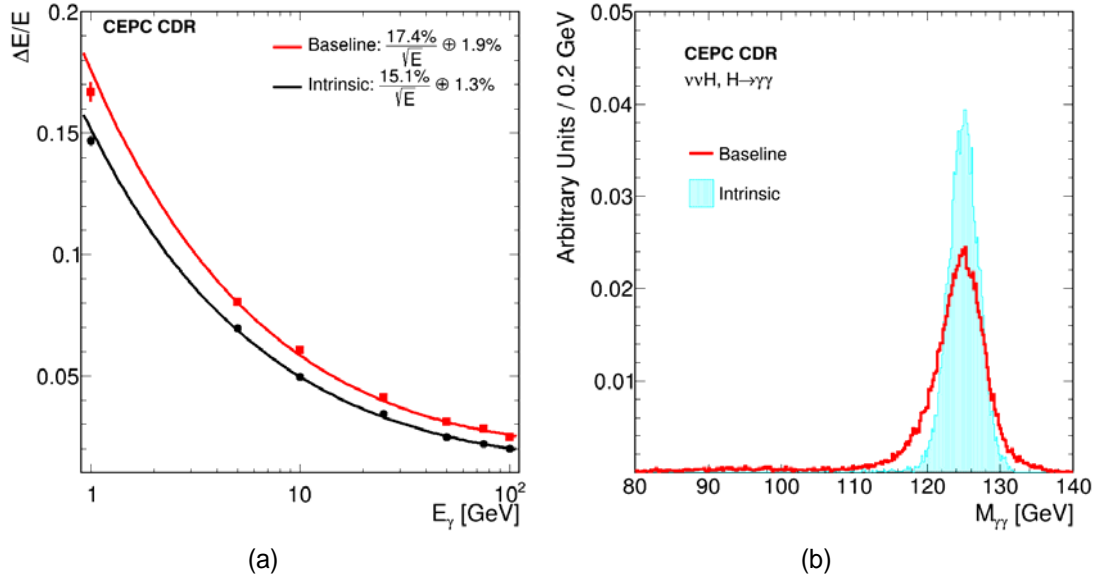 CEPC CDR
Baseline: 17.4%/√E ⊕ 1.9%
Intrinsic: 15.1%/√E ⊕ 1.3%
ΔE/E
0.2
0.15
0.1
0.05
1
10
10²
E_γ [GeV]
(a)
CEPC CDR
ννH, H→γγ
Baseline
Intrinsic
Arbitrary Units / 0.2 GeV
0.05
0.04
0.03
0.02
0.01
80
90
100
110
120
130
140
M_γγ [GeV]
(b)